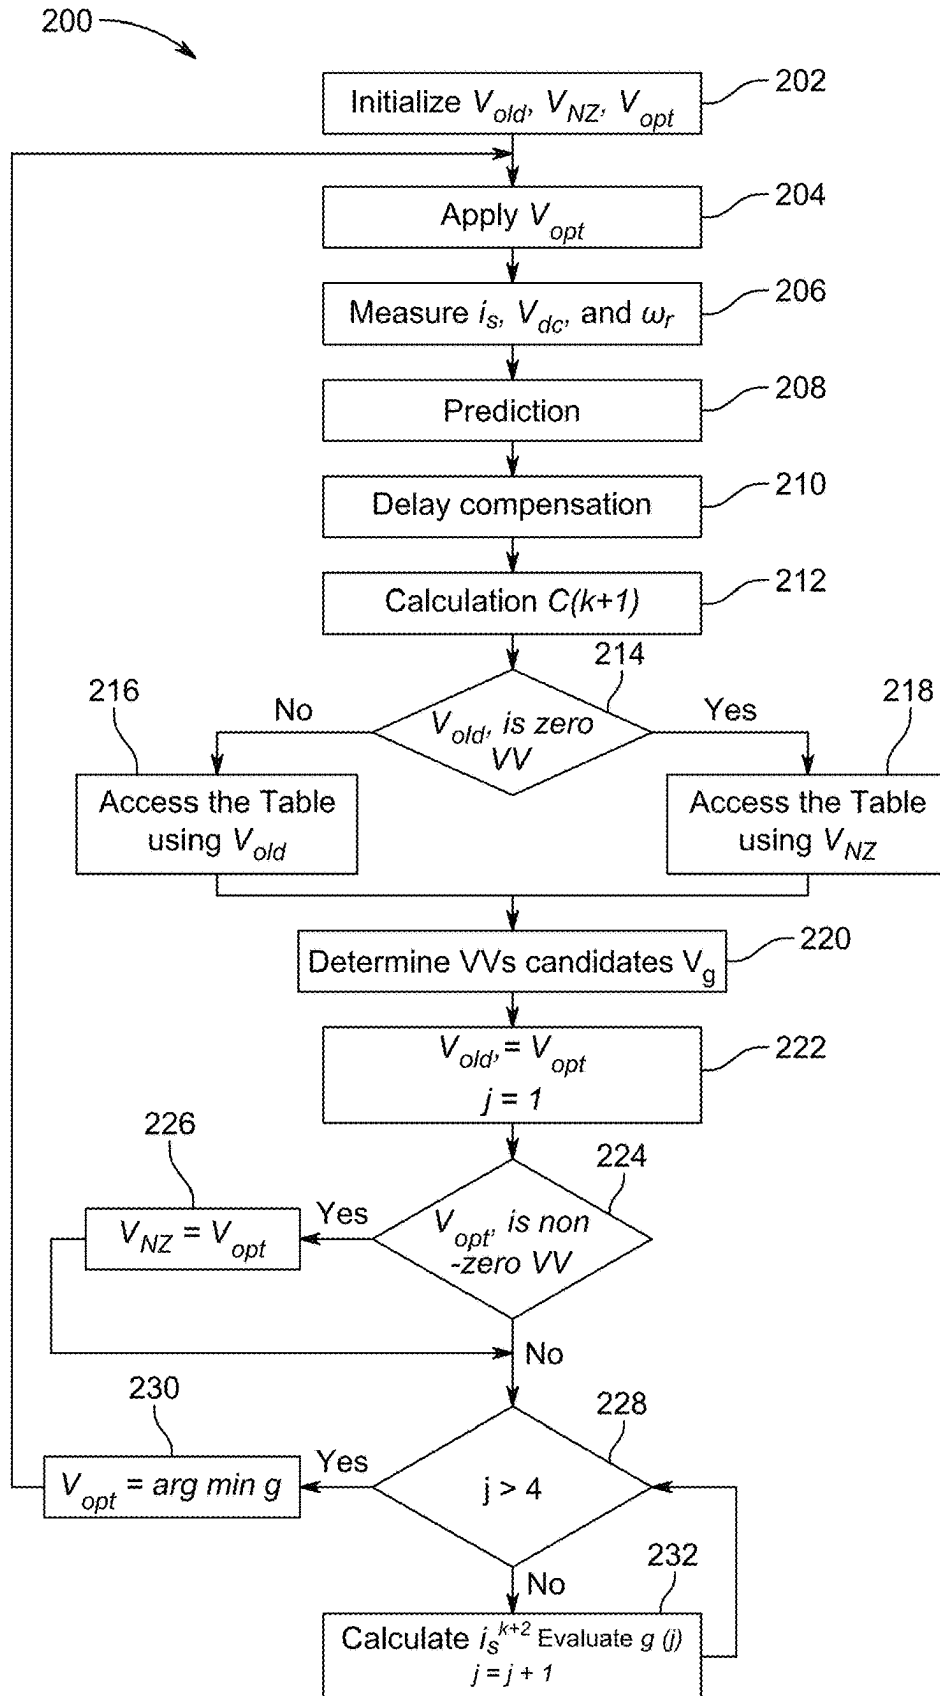 200
Initialize V_old, V_NZ, V_opt
202
Apply V_opt
204
Measure i_s, V_dc, and ω_r
206
Prediction
208
Delay compensation
210
Calculation C(k+1)
212
214
V_old, is zero
VV
No
Yes
216
Access the Table
using V_old
218
Access the Table
using V_NZ
Determine VVs candidates V_g
220
V_old, = V_opt
j = 1
222
224
V_opt, is non
-zero VV
Yes
No
226
V_NZ = V_opt
228
j > 4
Yes
No
230
V_opt = arg min g
232
Calculate i_s^k+2 Evaluate g (j)
j = j + 1